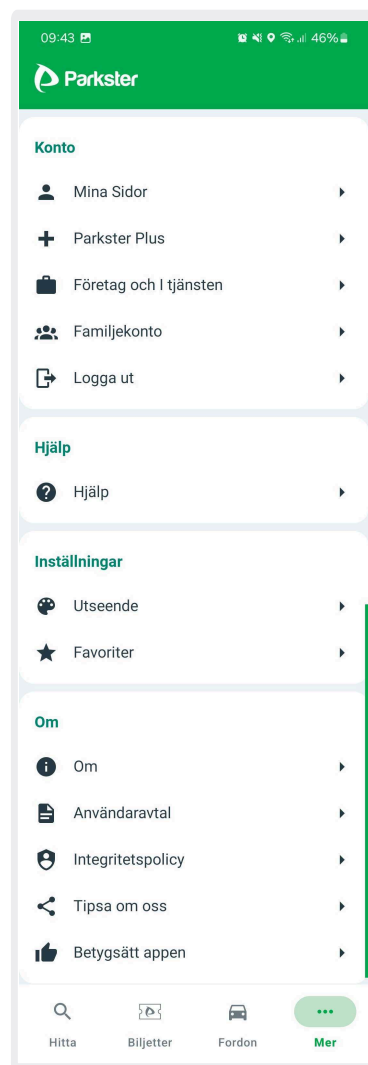 09:43 46%
Parkster
Konto
Mina Sidor
Parkster Plus
Företag och I tjänsten
Familjekonto
Logga ut
Hjälp
Hjälp
Inställningar
Utseende
Favoriter
Om
Om
Användaravtal
Integritetspolicy
Tipsa om oss
Betygsätt appen
Hitta Biljetter Fordon Mer